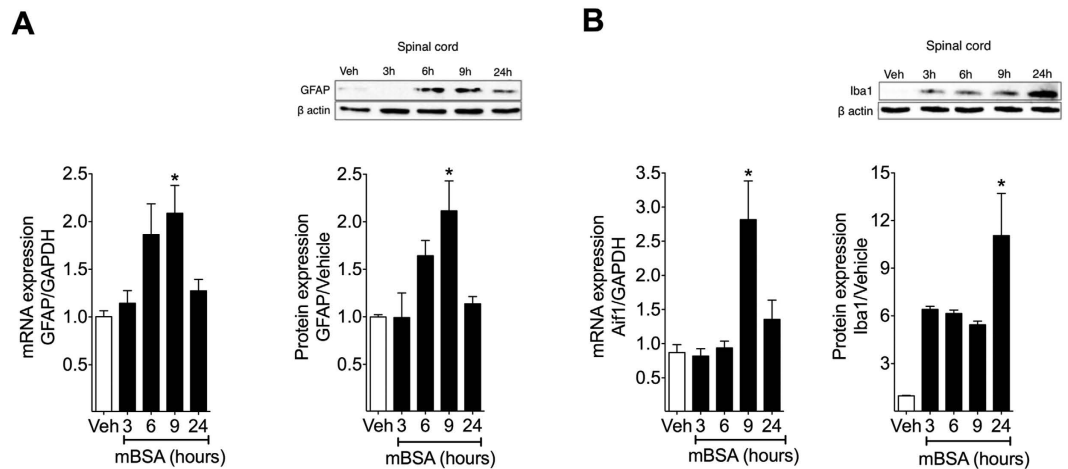 A
B
Spinal cord
Veh 3h 6h 9h 24h
GFAP
β actin
Spinal cord
Veh 3h 6h 9h 24h
Iba1
β actin
mRNA expression
GFAP/GAPDH
2.5
2.0
1.5
1.0
0.5
*
Veh 3 6 9 24
mBSA (hours)
Protein expression
GFAP/Vehicle
2.5
2.0
1.5
1.0
0.5
*
Veh 3 6 9 24
mBSA (hours)
mRNA expression
Aif1/GAPDH
3.5
3.0
2.5
2.0
1.5
1.0
0.5
*
Veh 3 6 9 24
mBSA (hours)
Protein expression
Iba1/Vehicle
15
12
9
6
3
*
Veh 3 6 9 24
mBSA (hours)